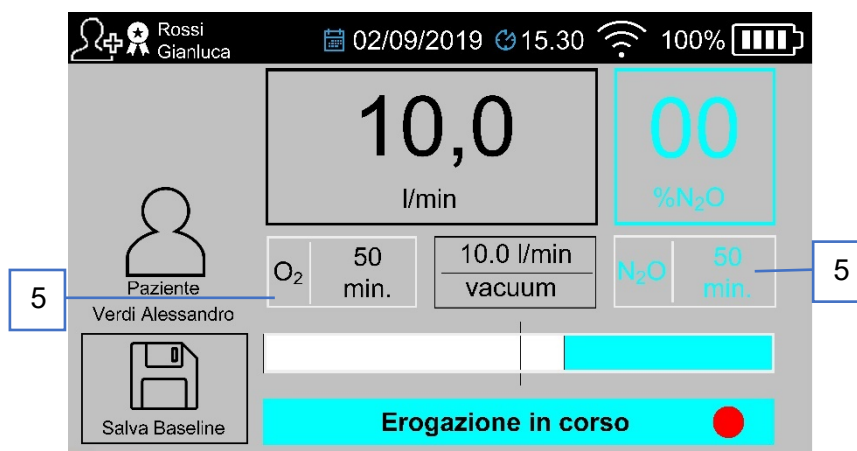 Rossi
Gianluca
02/09/2019
15.30
100%
10,0
l/min
00
%N₂O
Paziente
Verdi Alessandro
5
O₂
50
min.
10.0 l/min
vacuum
N₂O
50
min.
5
Salva Baseline
Erogazione in corso